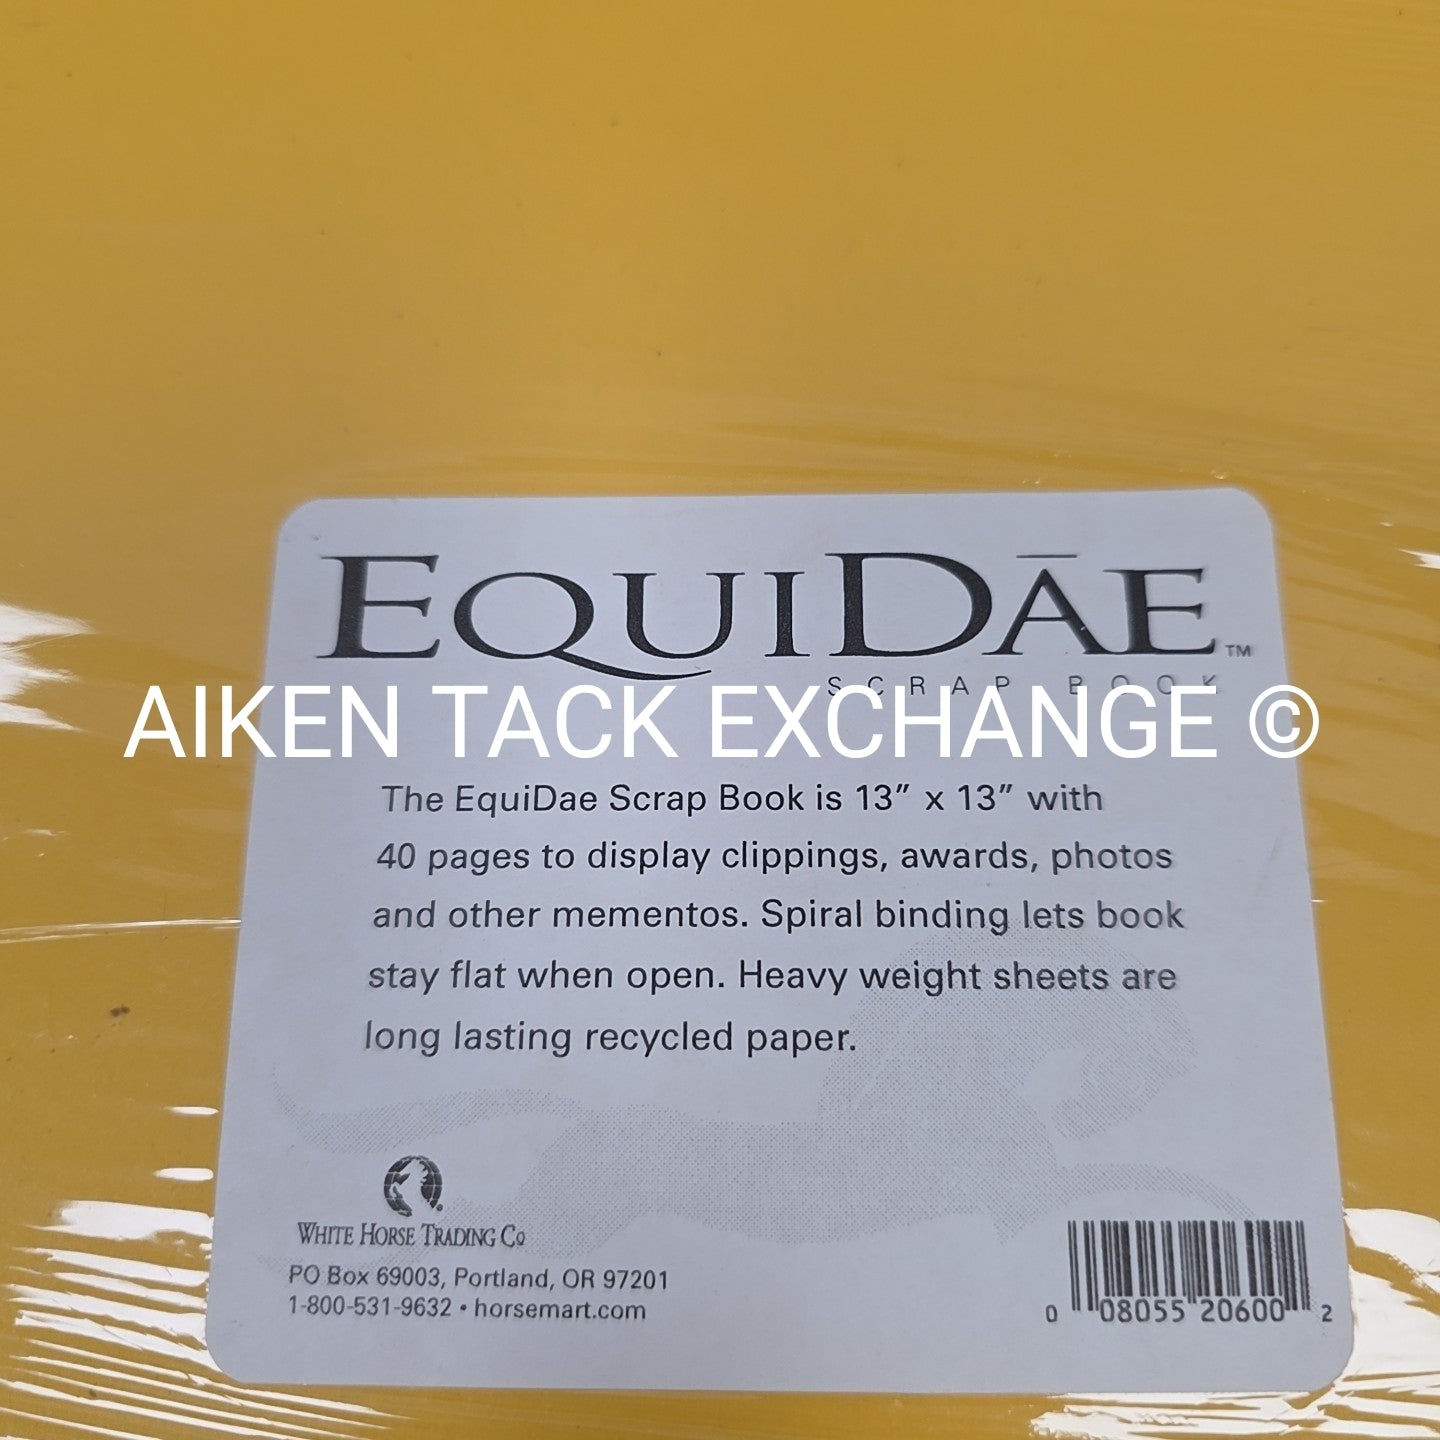 EQUIDĀE™
SCRAP BOOK
AIKEN TACK EXCHANGE ©
The EquiDae Scrap Book is 13” x 13” with
40 pages to display clippings, awards, photos
and other mementos. Spiral binding lets book
stay flat when open. Heavy weight sheets are
long lasting recycled paper.
WHITE HORSE TRADING Co
PO Box 69003, Portland, OR 97201
1-800-531-9632 • horsemart.com
0 08055 20600 2